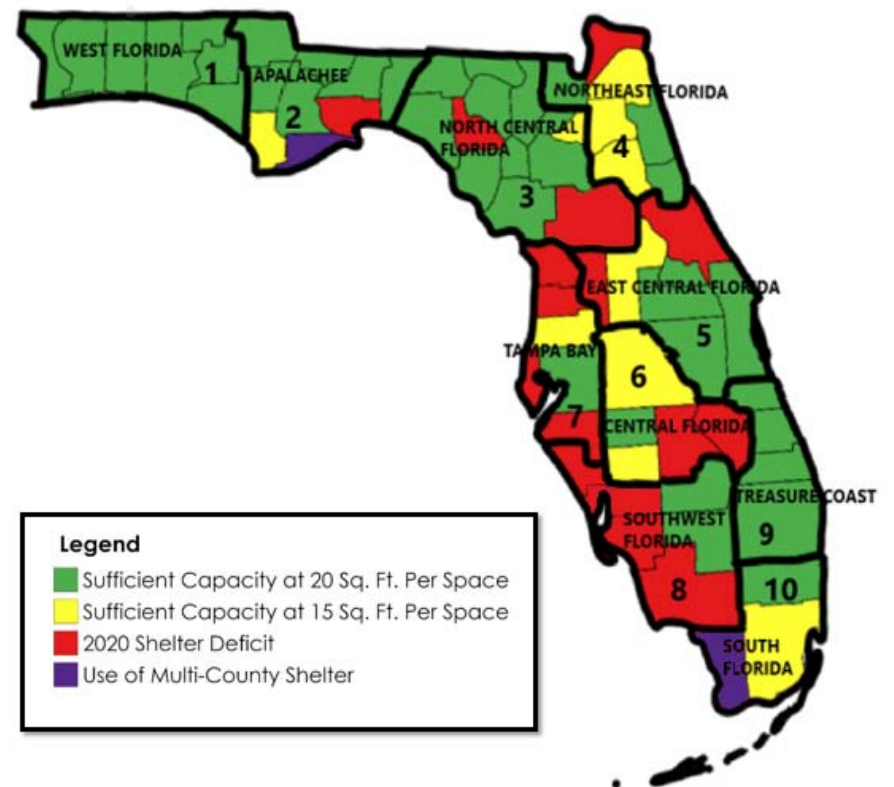 WEST FLORIDA
1
APALACHEE
2
NORTHEAST FLORIDA
NORTH CENTRAL
FLORIDA
4
3
EAST CENTRAL FLORIDA
5
TAMPA BAY
6
7
CENTRAL FLORIDA
TREASURE COAST
SOUTHWEST
FLORIDA
9
8
10
SOUTH
FLORIDA
Legend
Sufficient Capacity at 20 Sq. Ft. Per Space
Sufficient Capacity at 15 Sq. Ft. Per Space
2020 Shelter Deficit
Use of Multi-County Shelter